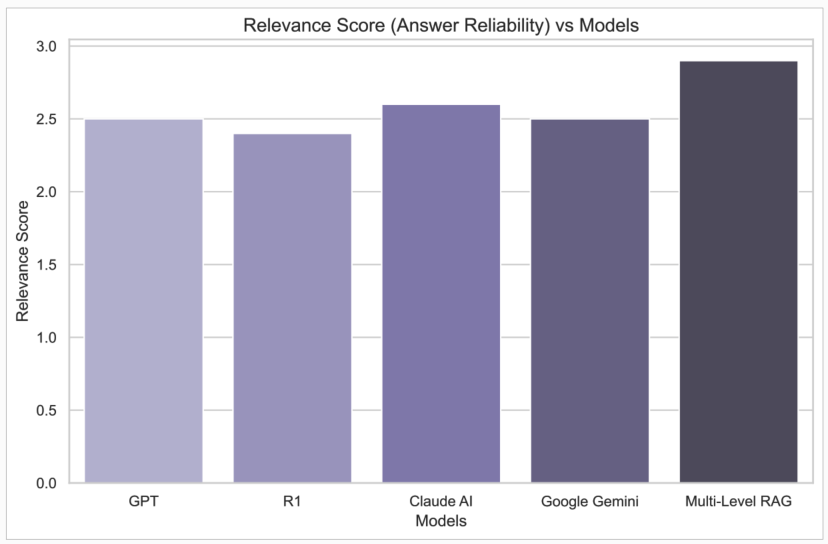 Relevance Score (Answer Reliability) vs Models
3.0
2.5
2.0
1.5
1.0
0.5
0.0
Relevance Score
GPT R1 Claude AI Google Gemini Multi-Level RAG
Models